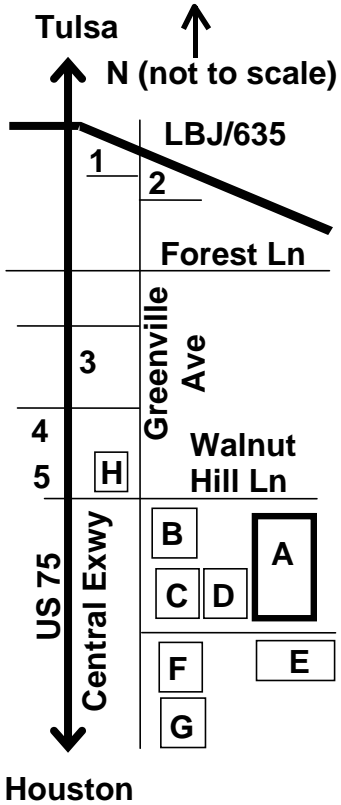 Tulsa
N (not to scale)
LBJ/635
1
2
Forest Ln
Greenville
Ave
3
4
Walnut
5
H
Hill Ln
B
A
US 75
Central Exwy
C
D
F
E
G
Houston